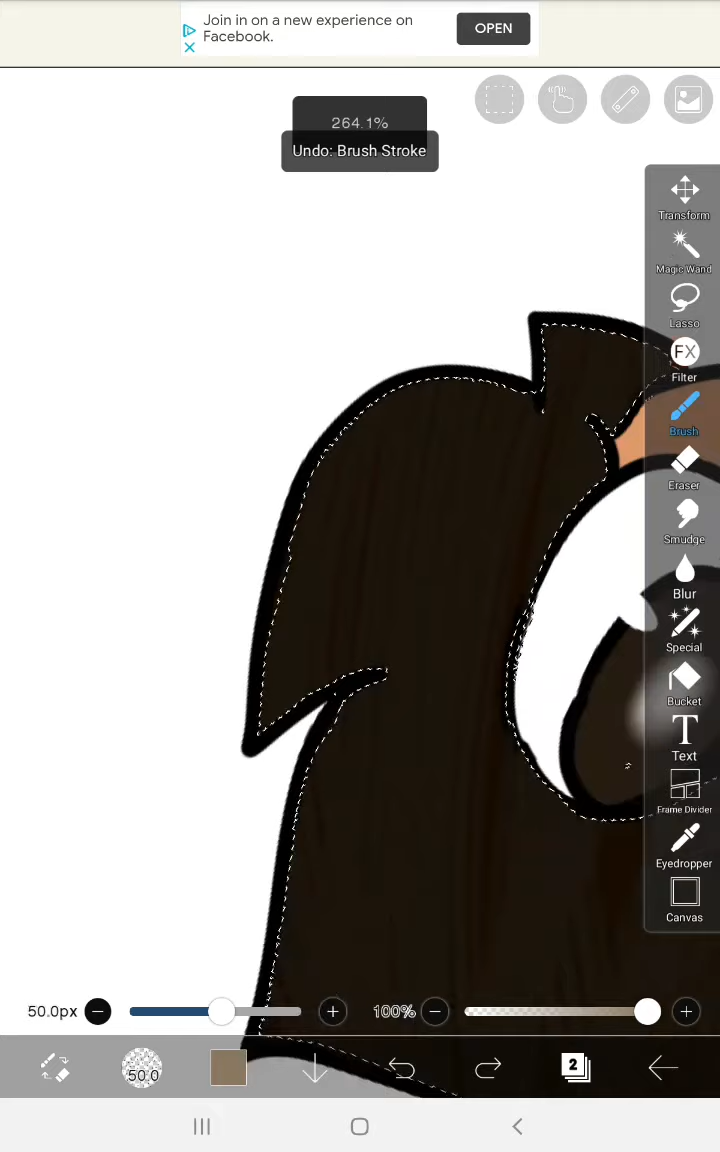 Join in on a new experience on
Facebook.
OPEN
264.1%
Undo: Brush Stroke
Transform
Magic Wand
Lasso
FX
Filter
Brush
Eraser
Smudge
Blur
Special
Bucket
T
Text
Frame Divider
Eyedropper
Canvas
50.0px
100%
50.0
2